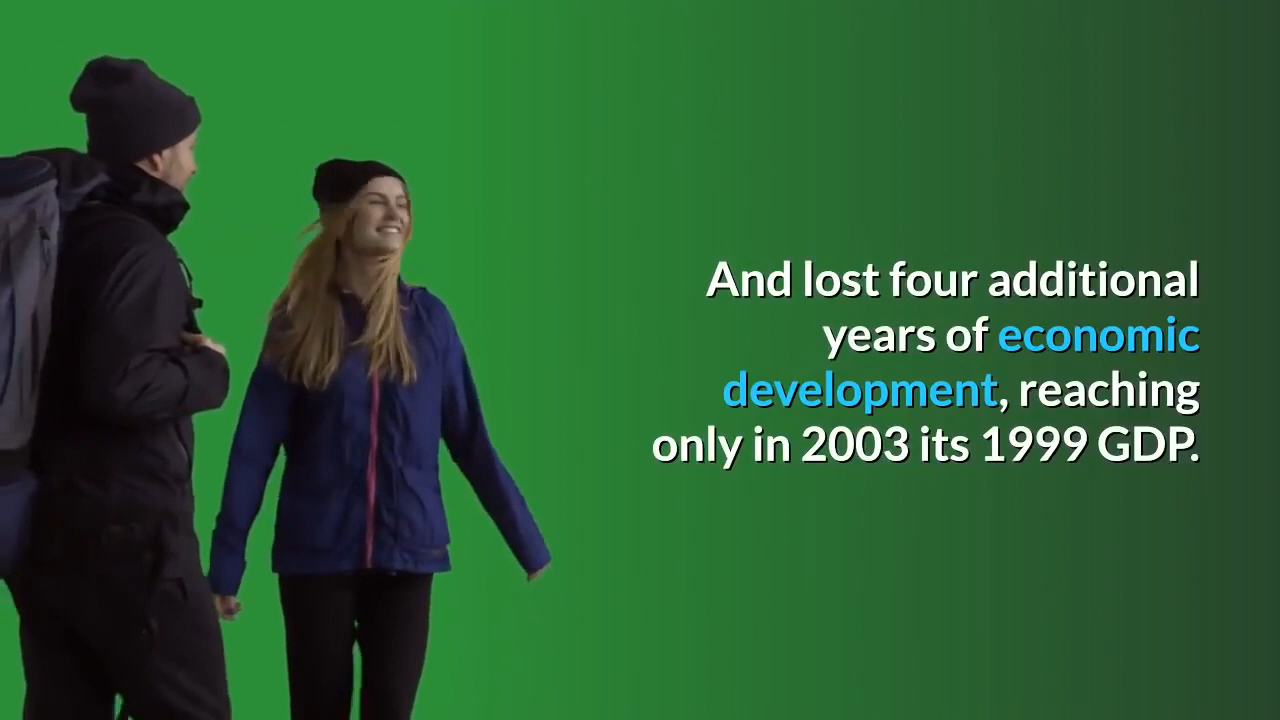 And lost four additional
years of economic
development, reaching
only in 2003 its 1999 GDP.